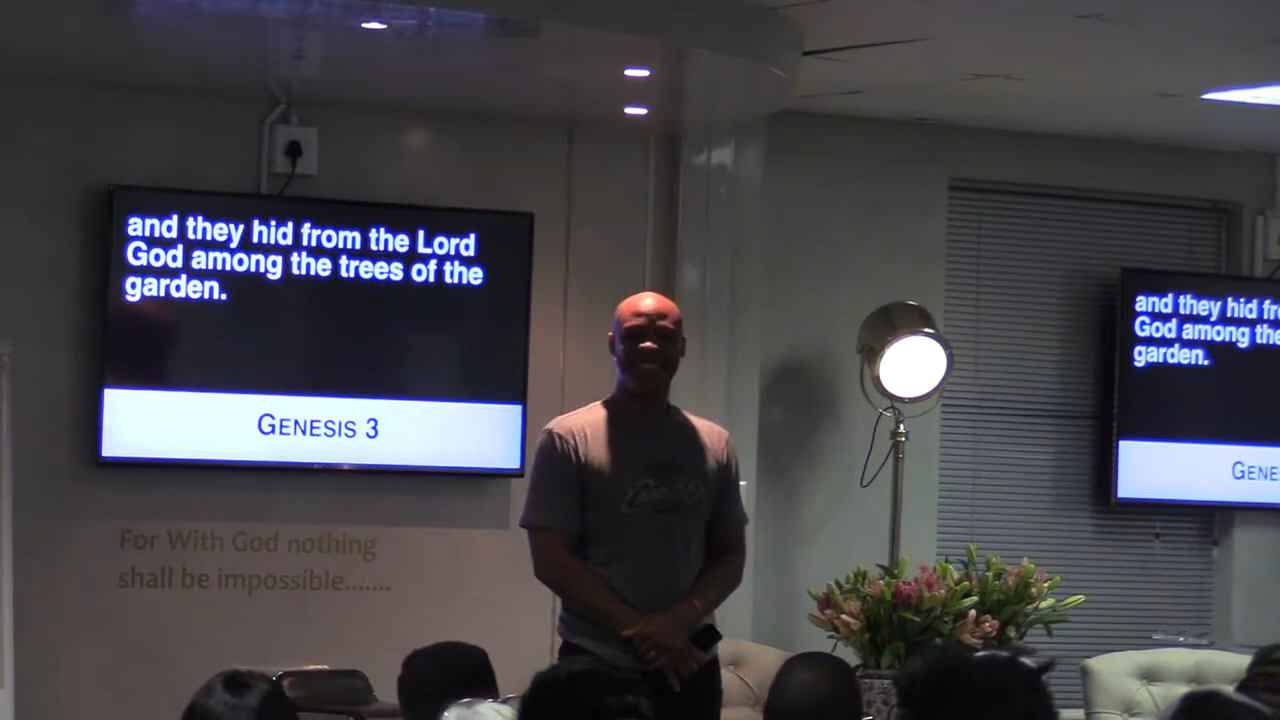 and they hid from the Lord
God among the trees of the
garden.
GENESIS 3
For With God nothing
shall be impossible.......
and they hid fr
God among the
garden.
GENE